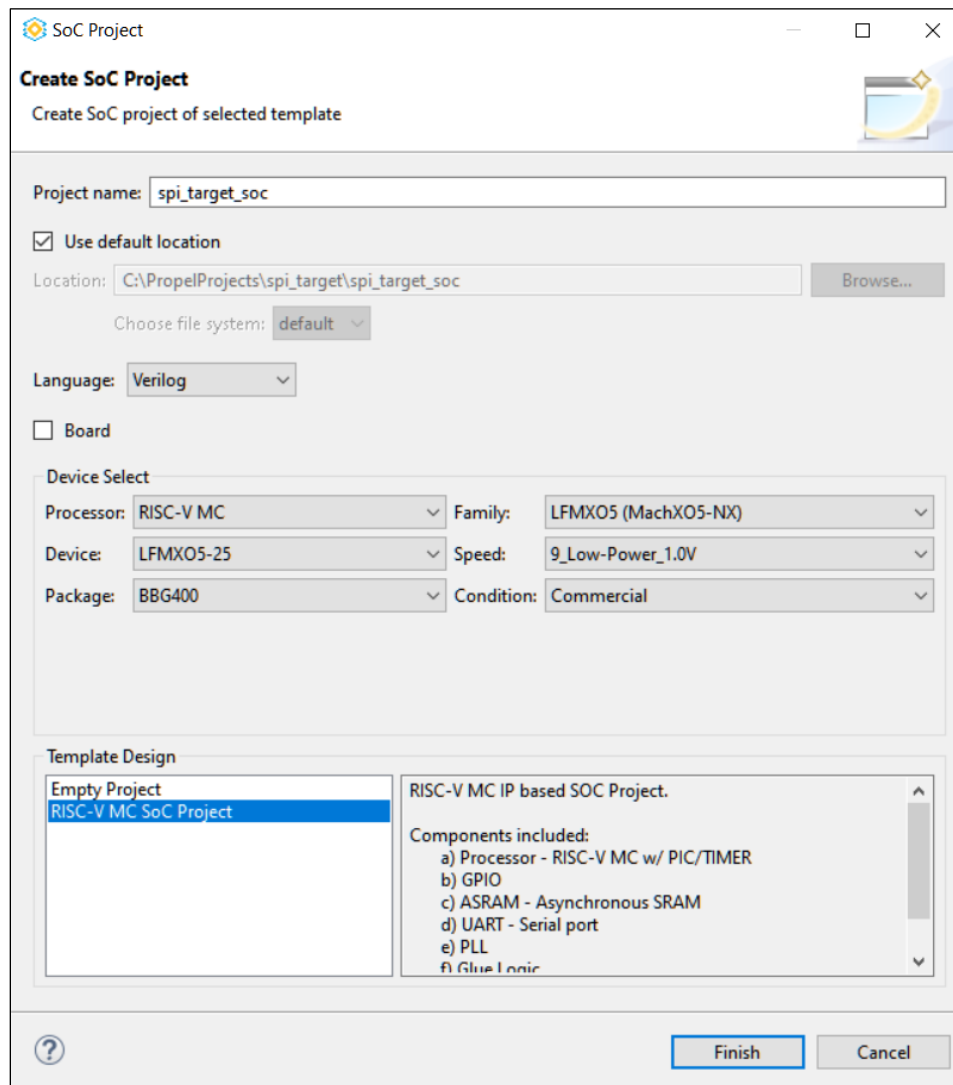 SoC Project
Create SoC Project
Create SoC project of selected template
Project name: spi_target_soc
Use default location
Location: C:\PropelProjects\spi_target\spi_target_soc Browse...
Choose file system: default
Language: Verilog
Board
Device Select
Processor: RISC-V MC Family: LFMXO5 (MachXO5-NX)
Device: LFMXO5-25 Speed: 9_Low-Power_1.0V
Package: BBG400 Condition: Commercial
Template Design
Empty Project
RISC-V MC SoC Project
RISC-V MC IP based SOC Project.
Components included:
a) Processor - RISC-V MC w/ PIC/TIMER
b) GPIO
c) ASRAM - Asynchronous SRAM
d) UART - Serial port
e) PLL
f) Glue Logic
? Finish Cancel